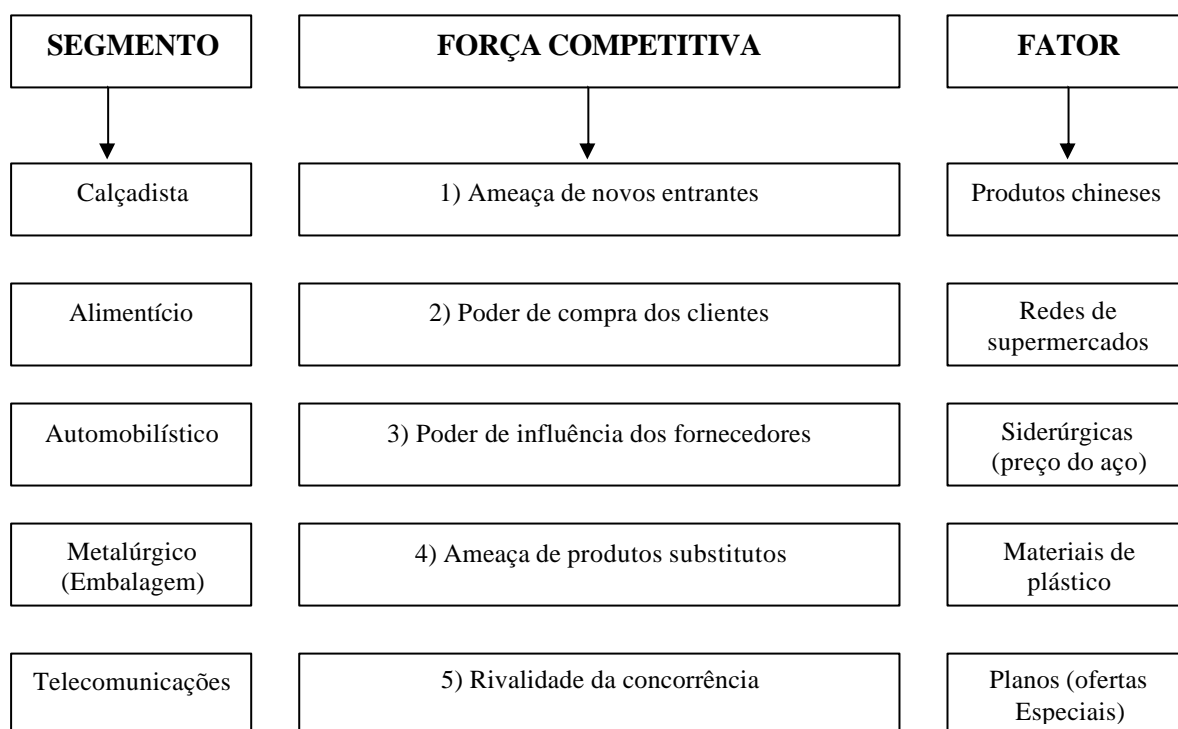 SEGMENTO
FORÇA COMPETITIVA
FATOR
Calçadista
1) Ameaça de novos entrantes
Produtos chineses
Alimentício
2) Poder de compra dos clientes
Redes de
supermercados
Automobilístico
3) Poder de influência dos fornecedores
Siderúrgicas
(preço do aço)
Metalúrgico
(Embalagem)
4) Ameaça de produtos substitutos
Materiais de
plástico
Telecomunicações
5) Rivalidade da concorrência
Planos (ofertas
Especiais)